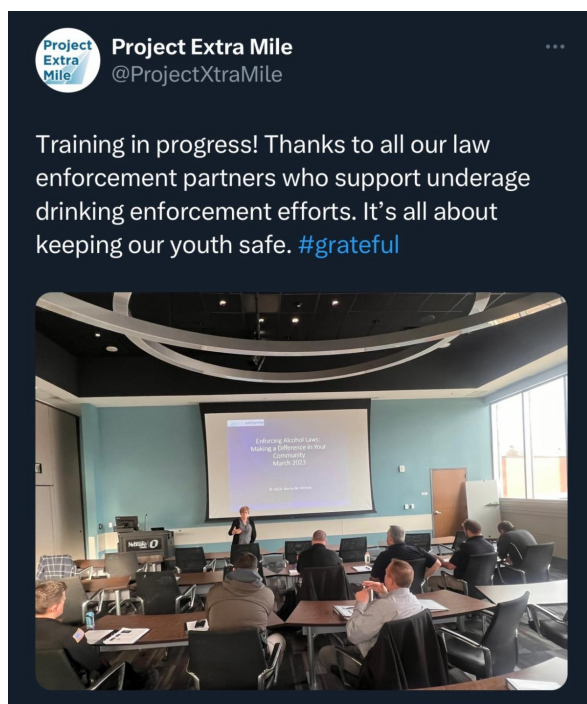 Project
Extra
Mile
Project Extra Mile
@ProjectXtraMile
Training in progress! Thanks to all our law
enforcement partners who support underage
drinking enforcement efforts. It’s all about
keeping our youth safe. #grateful
Enforcing Alcohol Laws:
Making a Difference in Your
Community
March 2023
Nebraska